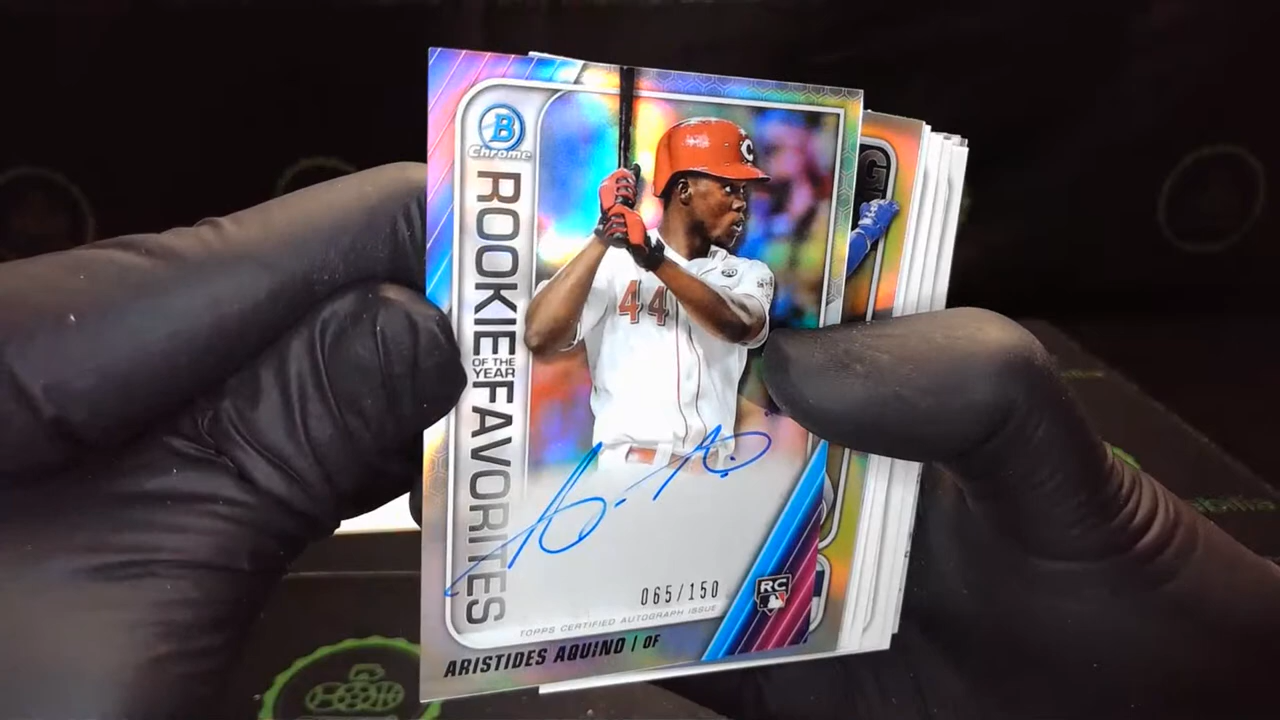 B
Chrome
ROOKIE
OF THE
YEAR
FAVORITES
C
44
065/150
TOPPS CERTIFIED AUTOGRAPH ISSUE
RC
ARISTIDES AQUINO | OF
G